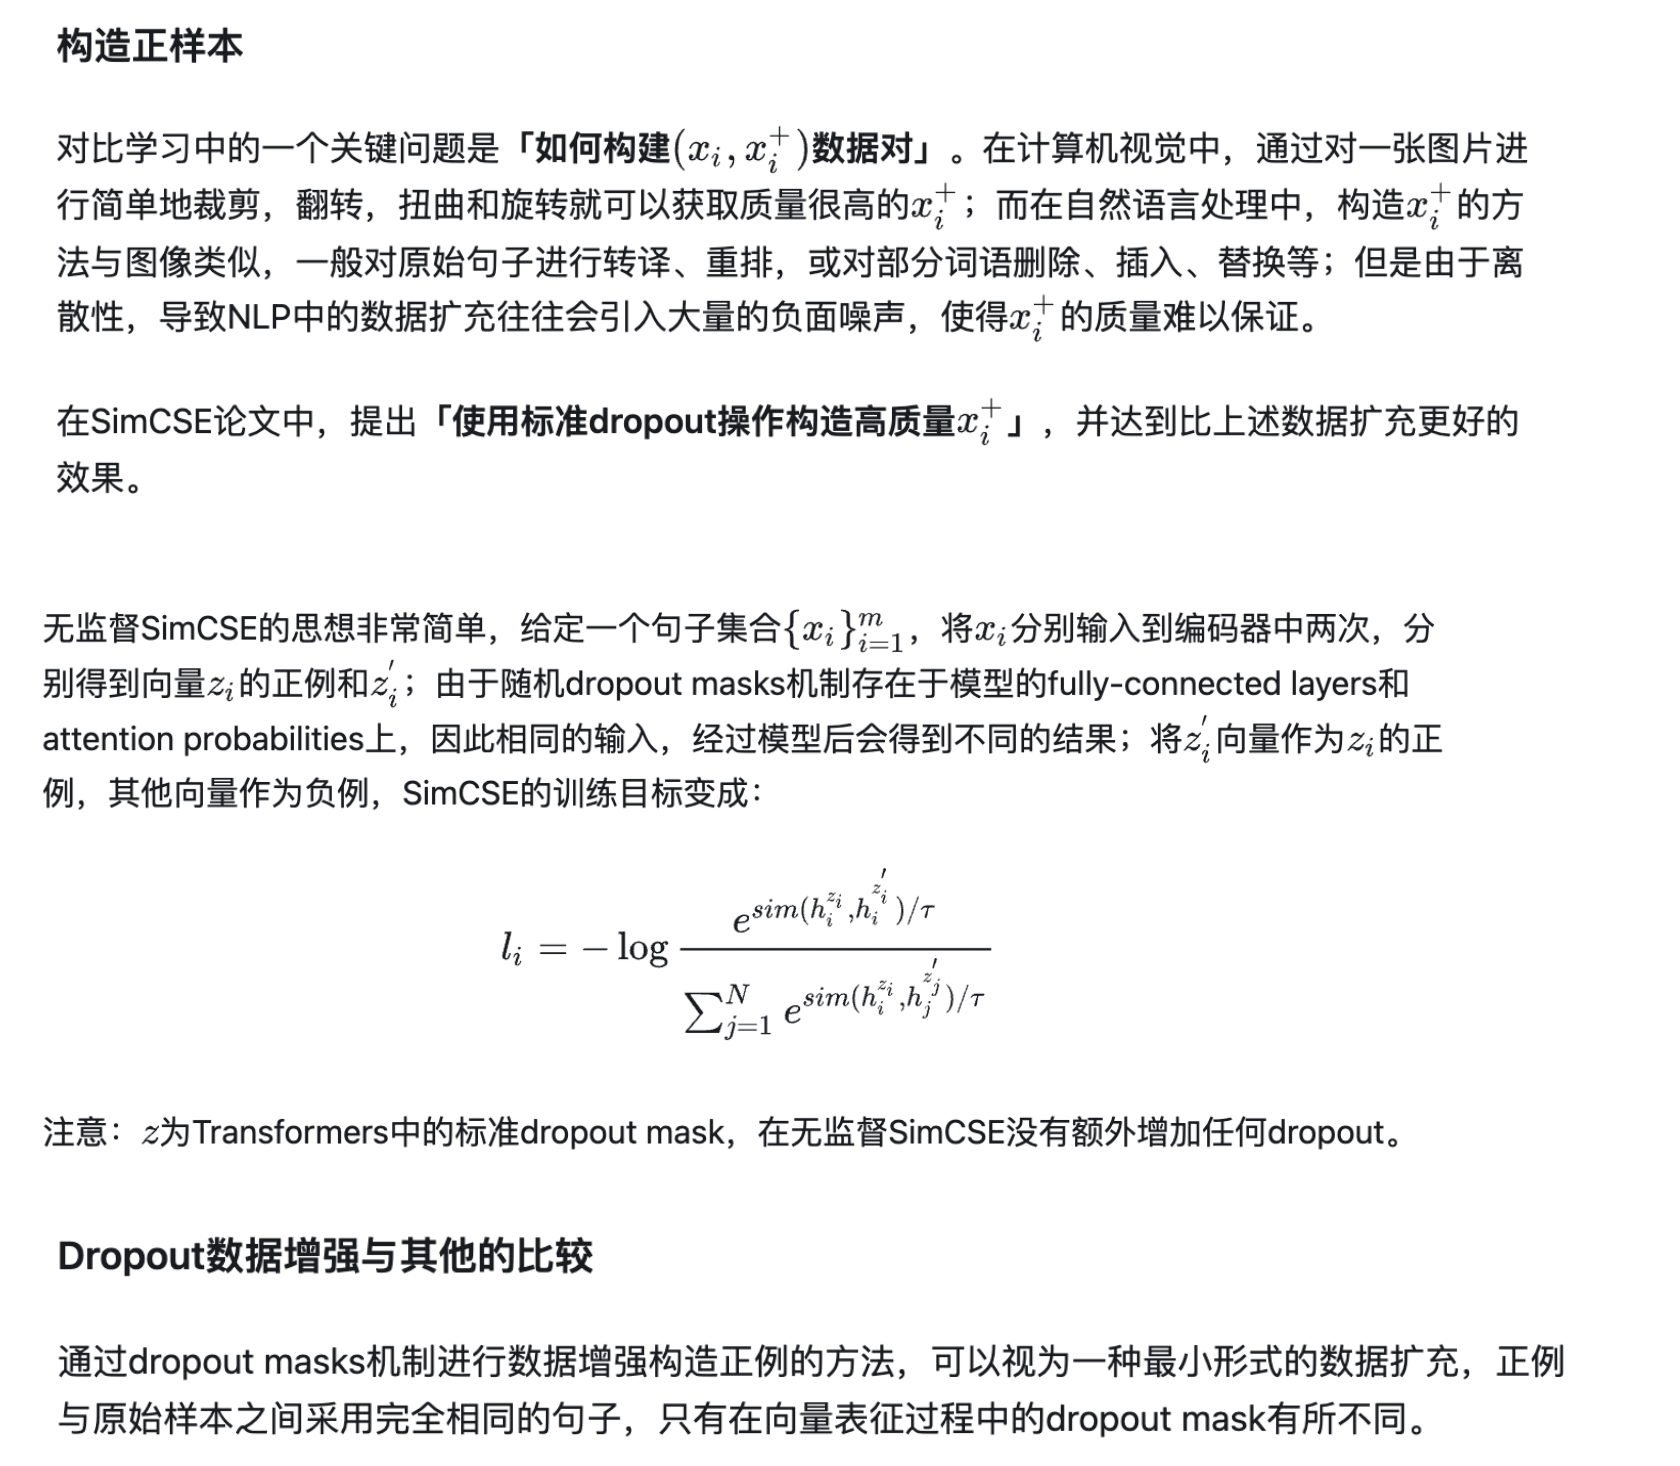 构造正样本
对比学习中的一个关键问题是「如何构建$(x_i, x_i^+)$数据对」。在计算机视觉中，通过对一张图片进
行简单地裁剪，翻转，扭曲和旋转就可以获取质量很高的$x_i^+$；而在自然语言处理中，构造$x_i^+$的方
法与图像类似，一般对原始句子进行转译、重排，或对部分词语删除、插入、替换等；但是由于离
散性，导致NLP中的数据扩充往往会引入大量的负面噪声，使得$x_i^+$的质量难以保证。
在SimCSE论文中，提出「使用标准dropout操作构造高质量$x_i^+$」，并达到比上述数据扩充更好的
效果。
无监督SimCSE的思想非常简单，给定一个句子集合$\{x_i\}_{i=1}^m$，将$x_i$分别输入到编码器中两次，分
别得到向量$z_i$的正例和$z_i^{'}$；由于随机dropout masks机制存在于模型的fully-connected layers和
attention probabilities上，因此相同的输入，经过模型后会得到不同的结果；将$z_i^{'}$向量作为$z_i$的正
例，其他向量作为负例，SimCSE的训练目标变成：
$l_i = -\log \frac{e^{sim(h_i^{z_i}, h_i^{z_i^{'}})/\tau}}{\sum_{j=1}^N e^{sim(h_i^{z_i}, h_j^{z_j^{'}})/\tau}}$
注意：$z$为Transformers中的标准dropout mask，在无监督SimCSE没有额外增加任何dropout。
Dropout数据增强与其他的比较
通过dropout masks机制进行数据增强构造正例的方法，可以视为一种最小形式的数据扩充，正例
与原始样本之间采用完全相同的句子，只有在向量表征过程中的dropout mask有所不同。